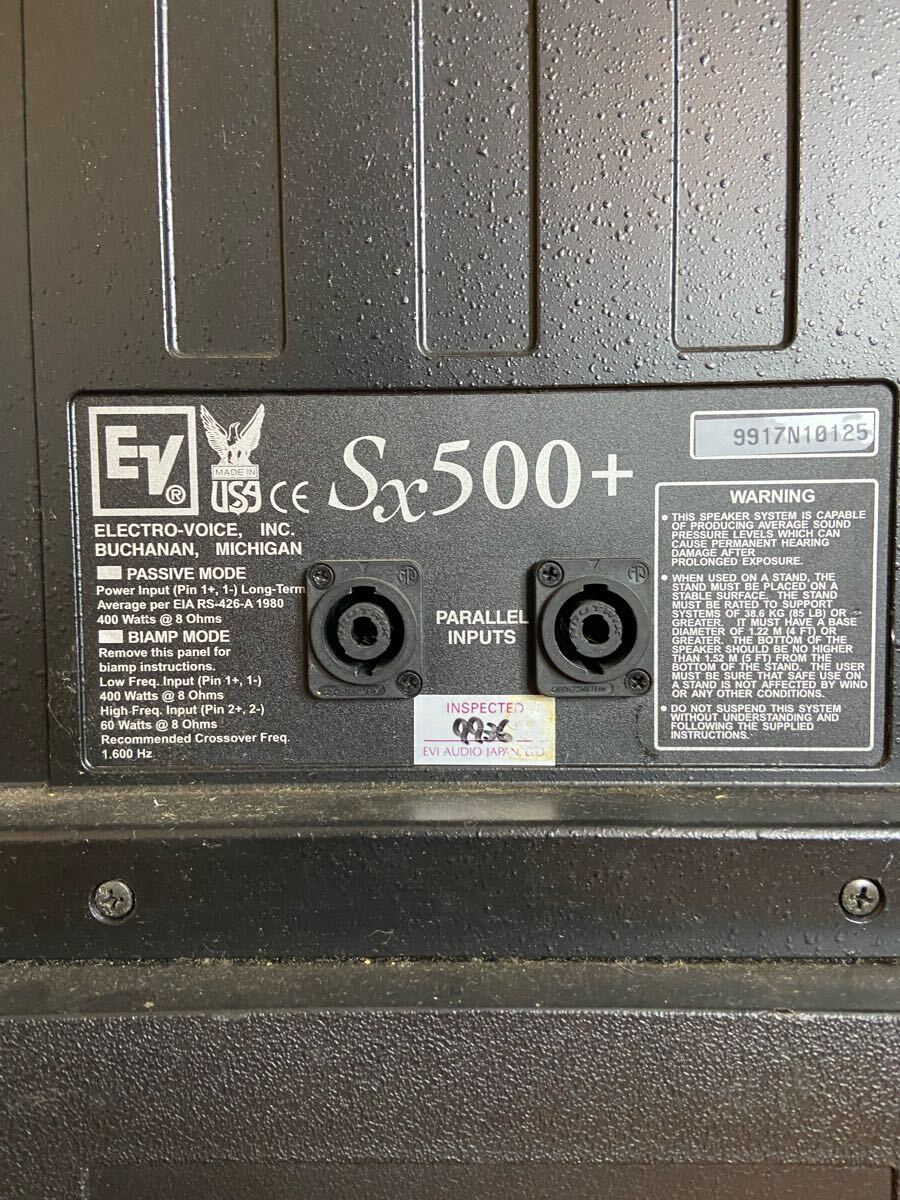 EV®
MADE IN
USA
CE
Sx500+
9917N10125
ELECTRO-VOICE, INC.
BUCHANAN, MICHIGAN
PASSIVE MODE
Power Input (Pin 1+, 1-) Long-Term
Average per EIA RS-426-A 1980
400 Watts @ 8 Ohms
BIAMP MODE
Remove this panel for
biamp instructions.
Low Freq. Input (Pin 1+, 1-)
400 Watts @ 8 Ohms
High Freq. Input (Pin 2+, 2-)
60 Watts @ 8 Ohms
Recommended Crossover Freq.
1.600 Hz
NEUTRIK
PARALLEL
INPUTS
NEUTRIK
LIECHTENSTEIN
INSPECTED
EVI AUDIO JAPAN, LTD.
WARNING
• THIS SPEAKER SYSTEM IS CAPABLE
OF PRODUCING AVERAGE SOUND
PRESSURE LEVELS WHICH CAN
CAUSE PERMANENT HEARING
DAMAGE AFTER
PROLONGED EXPOSURE.
• WHEN USED ON A STAND, THE
STAND MUST BE PLACED ON A
STABLE SURFACE. THE STAND
MUST BE RATED TO SUPPORT
SYSTEMS OF 38.6 KG (85 LB) OR
GREATER. IT MUST HAVE A BASE
DIAMETER OF 1.22 M (4 FT) OR
GREATER. THE BOTTOM OF THE
SPEAKER SHOULD BE NO HIGHER
THAN 1.52 M (5 FT) FROM THE
BOTTOM OF THE STAND. THE USER
MUST BE SURE THAT SAFE USE ON
A STAND IS NOT AFFECTED BY WIND
OR ANY OTHER CONDITIONS.
• DO NOT SUSPEND THIS SYSTEM
WITHOUT UNDERSTANDING AND
FOLLOWING THE SUPPLIED
INSTRUCTIONS.